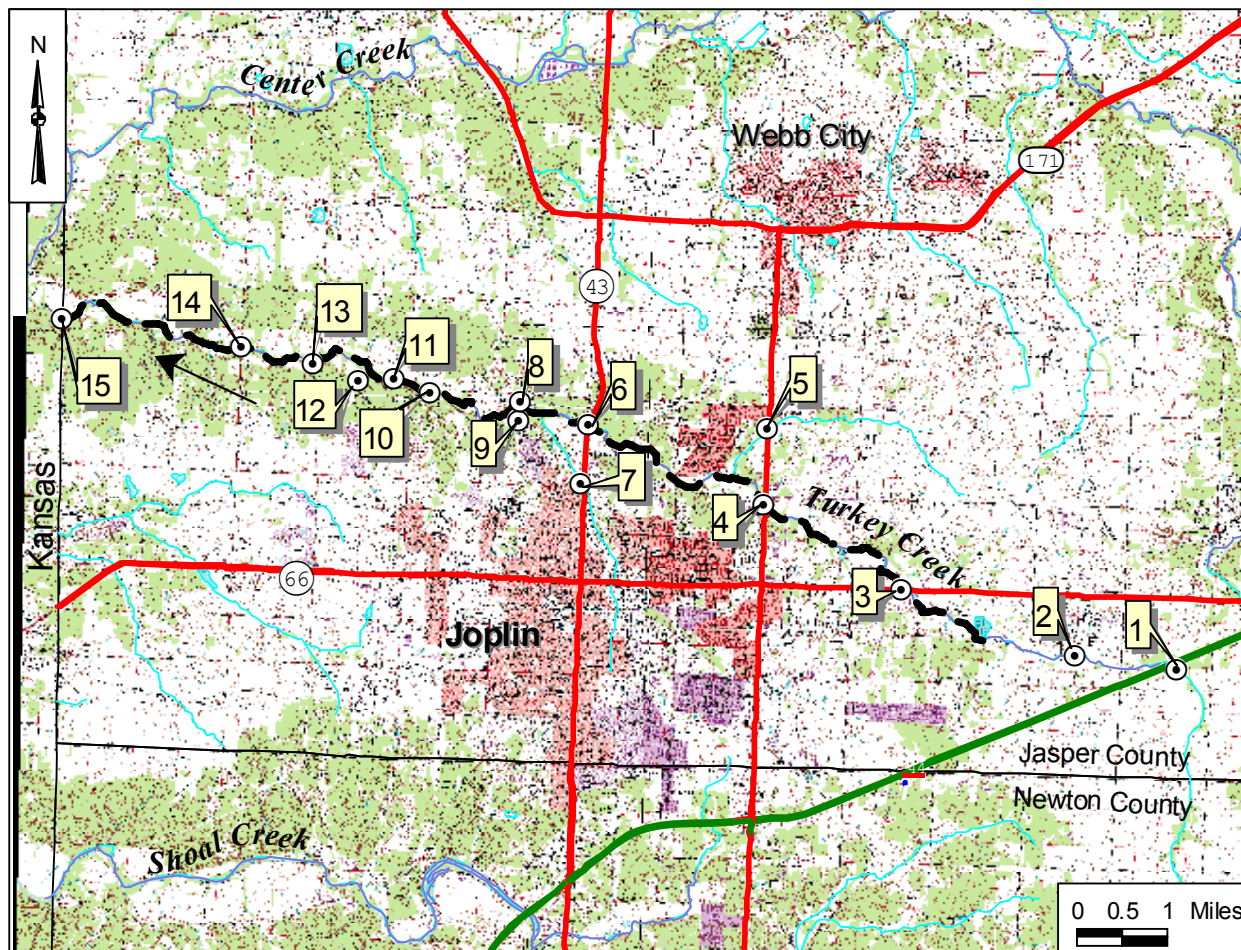 N
Center Creek
Webb City
171
43
14
13
11
8
6
5
15
12
10
9
7
4
Turkey Creek
3
2
1
Kansas
66
Joplin
Jasper County
Newton County
Shoal Creek
0 0.5 1 Miles